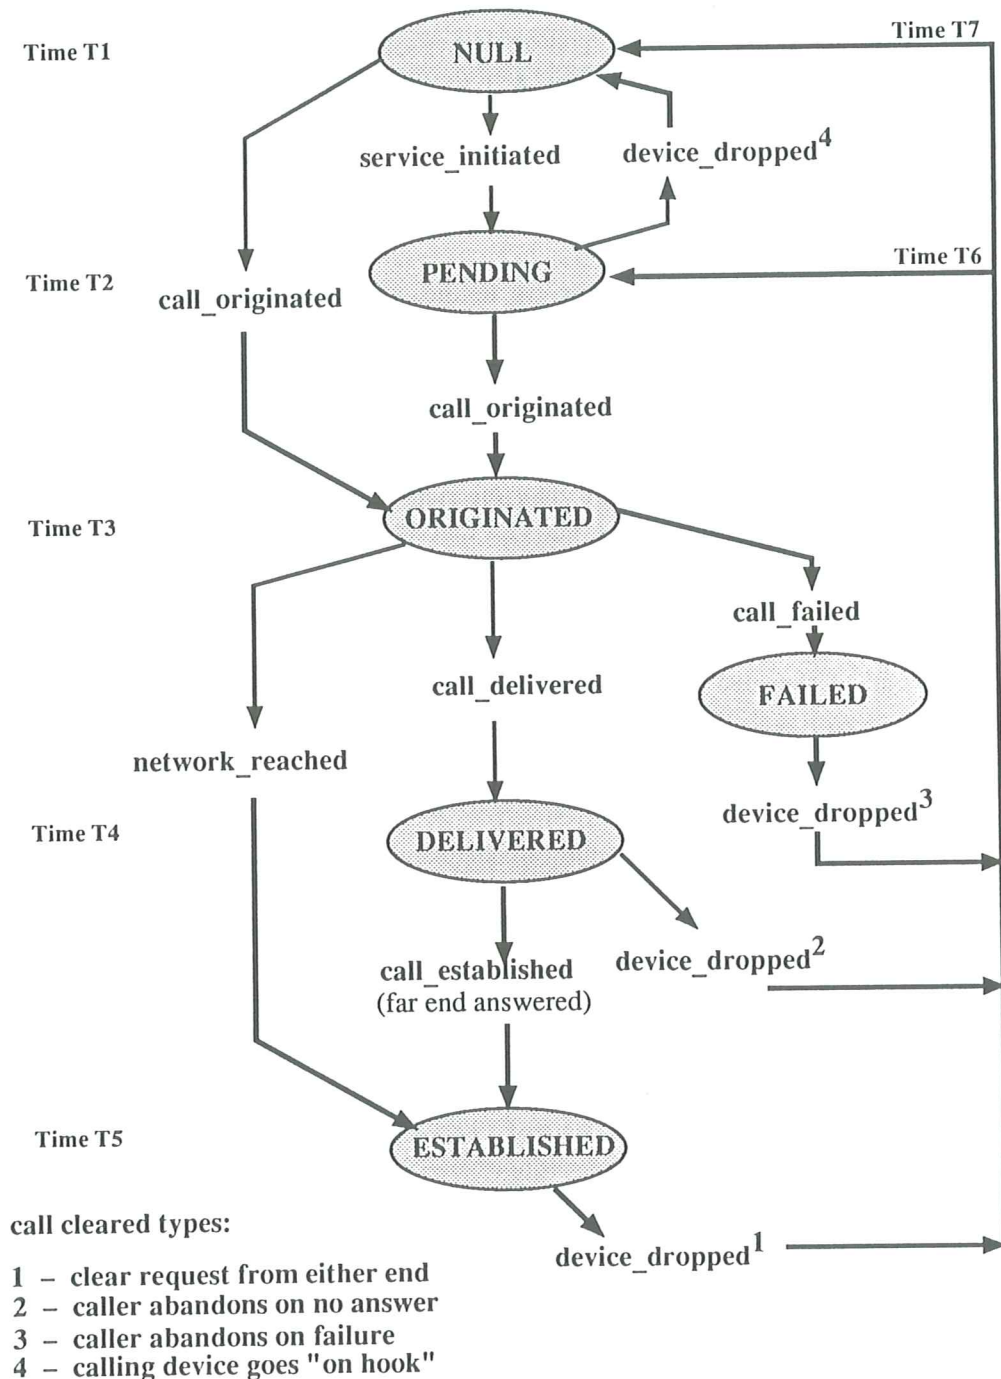 Time T7
Time T1
NULL
service_initiated
device_dropped4
Time T6
Time T2
PENDING
call_originated
call_originated
Time T3
ORIGINATED
call_failed
call_delivered
FAILED
network_reached
device_dropped3
Time T4
DELIVERED
device_dropped2
call_established
(far end answered)
Time T5
ESTABLISHED
call cleared types:
device_dropped1
1 – clear request from either end
2 – caller abandons on no answer
3 – caller abandons on failure
4 – calling device goes "on hook"